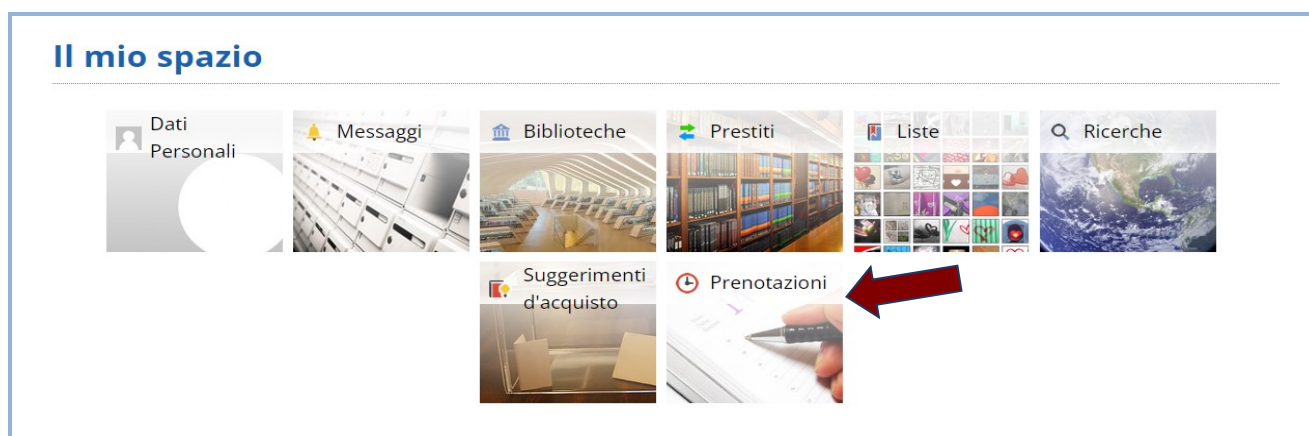 Il mio spazio
Dati
Personali
Messaggi
Biblioteche
Prestiti
Liste
Ricerche
Suggerimenti
d'acquisto
Prenotazioni